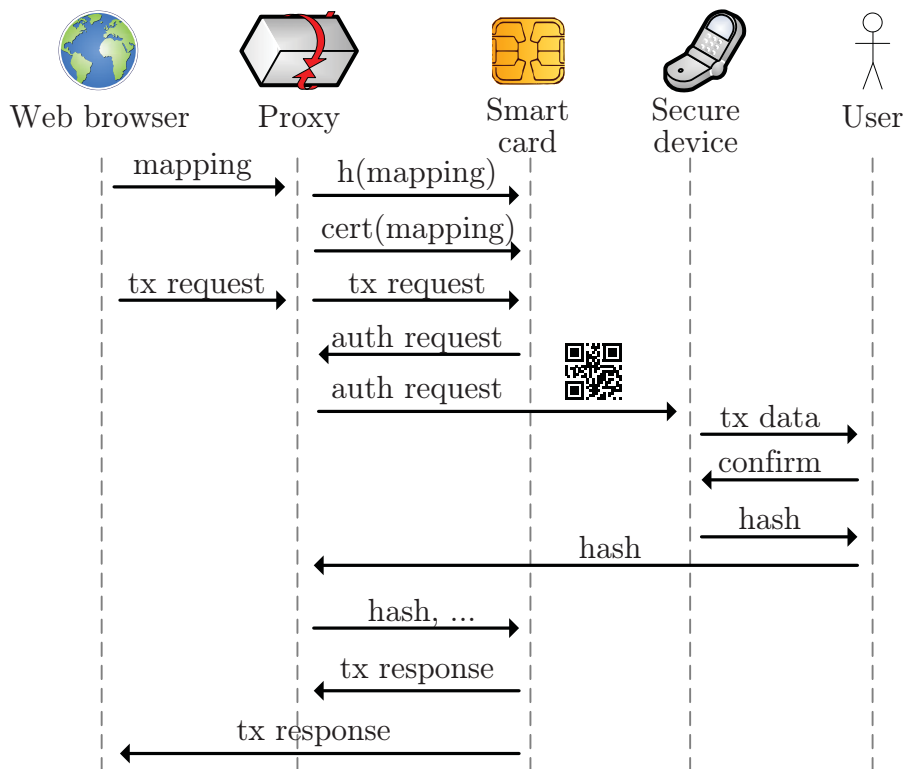 Web browser
Proxy
Smart
card
Secure
device
User
mapping
h(mapping)
cert(mapping)
tx request
tx request
auth request
auth request
tx data
confirm
hash
hash
hash, ...
tx response
tx response